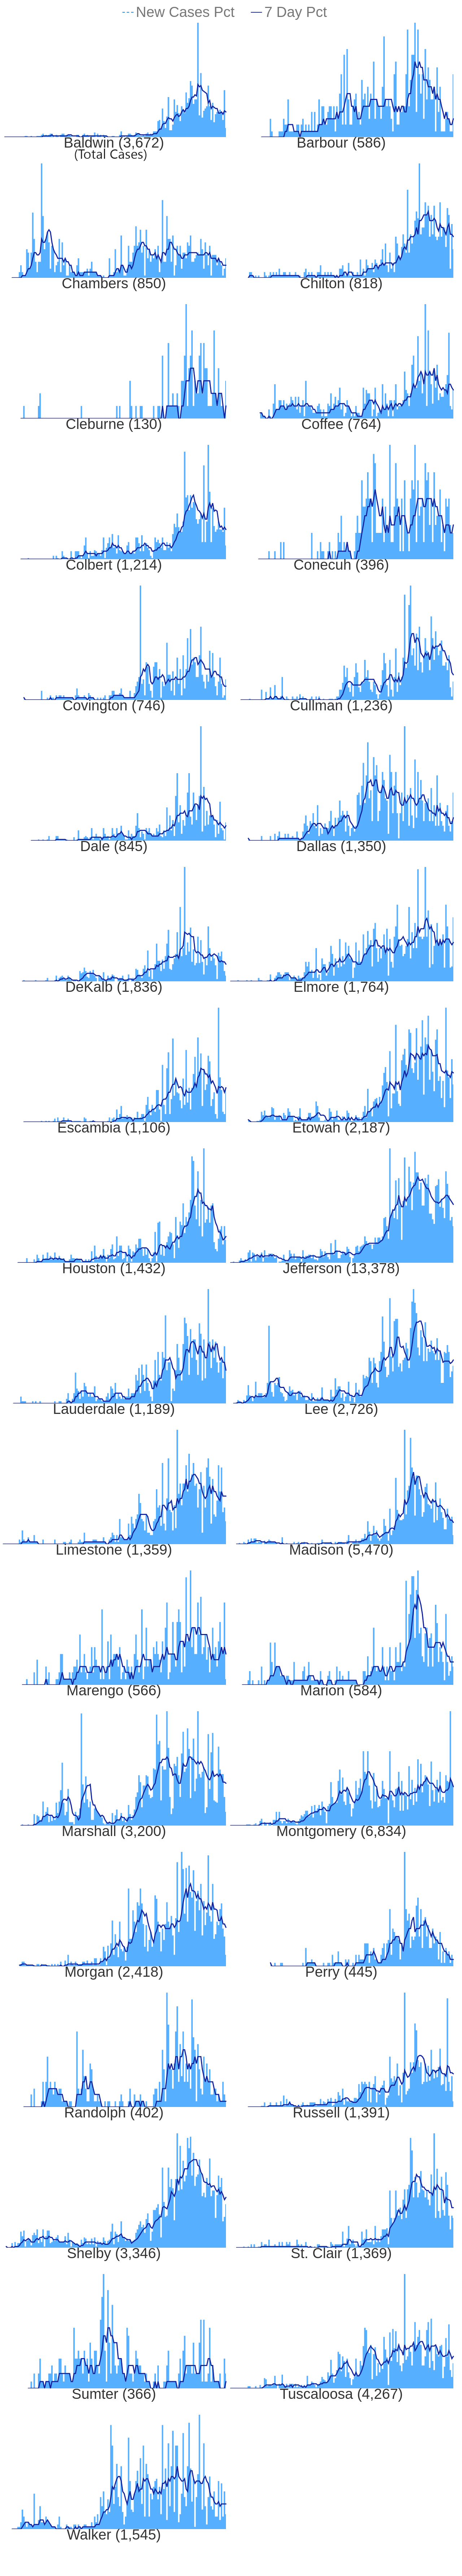 New Cases Pct 7 Day Pct
Baldwin (3,672) Barbour (586)
(Total Cases)
Chambers (850) Chilton (818)
Cleburne (130) Coffee (764)
Colbert (1,214) Conecuh (396)
Covington (746) Cullman (1,236)
Dale (845) Dallas (1,350)
DeKalb (1,836) Elmore (1,764)
Escambia (1,106) Etowah (2,187)
Houston (1,432) Jefferson (13,378)
Lauderdale (1,189) Lee (2,726)
Limestone (1,359) Madison (5,470)
Marengo (566) Marion (584)
Marshall (3,200) Montgomery (6,834)
Morgan (2,418) Perry (445)
Randolph (402) Russell (1,391)
Shelby (3,346) St. Clair (1,369)
Sumter (366) Tuscaloosa (4,267)
Walker (1,545)